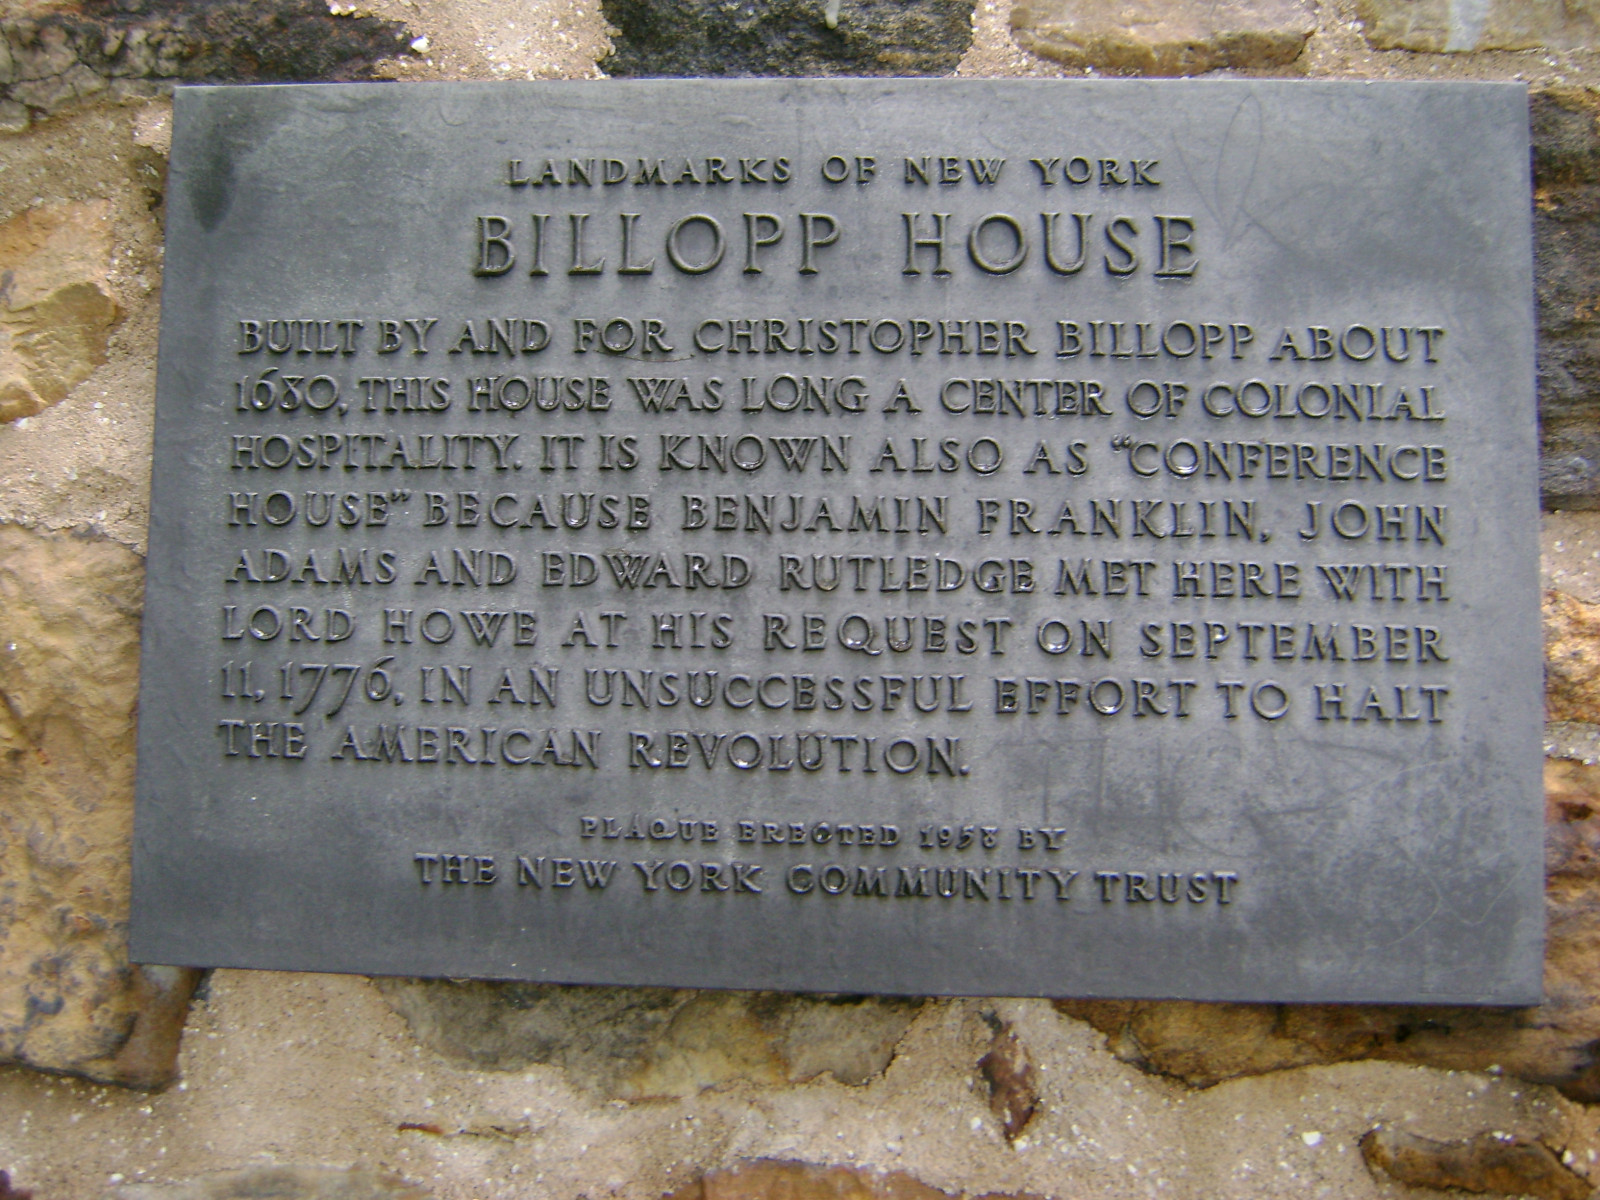 LANDMARKS OF NEW YORK
BILLOPP HOUSE
BUILT BY AND FOR CHRISTOPHER BILLOPP ABOUT
1680, THIS HOUSE WAS LONG A CENTER OF COLONIAL
HOSPITALITY. IT IS KNOWN ALSO AS "CONFERENCE
HOUSE" BECAUSE BENJAMIN FRANKLIN, JOHN
ADAMS AND EDWARD RUTLEDGE MET HERE WITH
LORD HOWE AT HIS REQUEST ON SEPTEMBER
11, 1776, IN AN UNSUCCESSFUL EFFORT TO HALT
THE AMERICAN REVOLUTION.
PLAQUE ERECTED 1958 BY
THE NEW YORK COMMUNITY TRUST